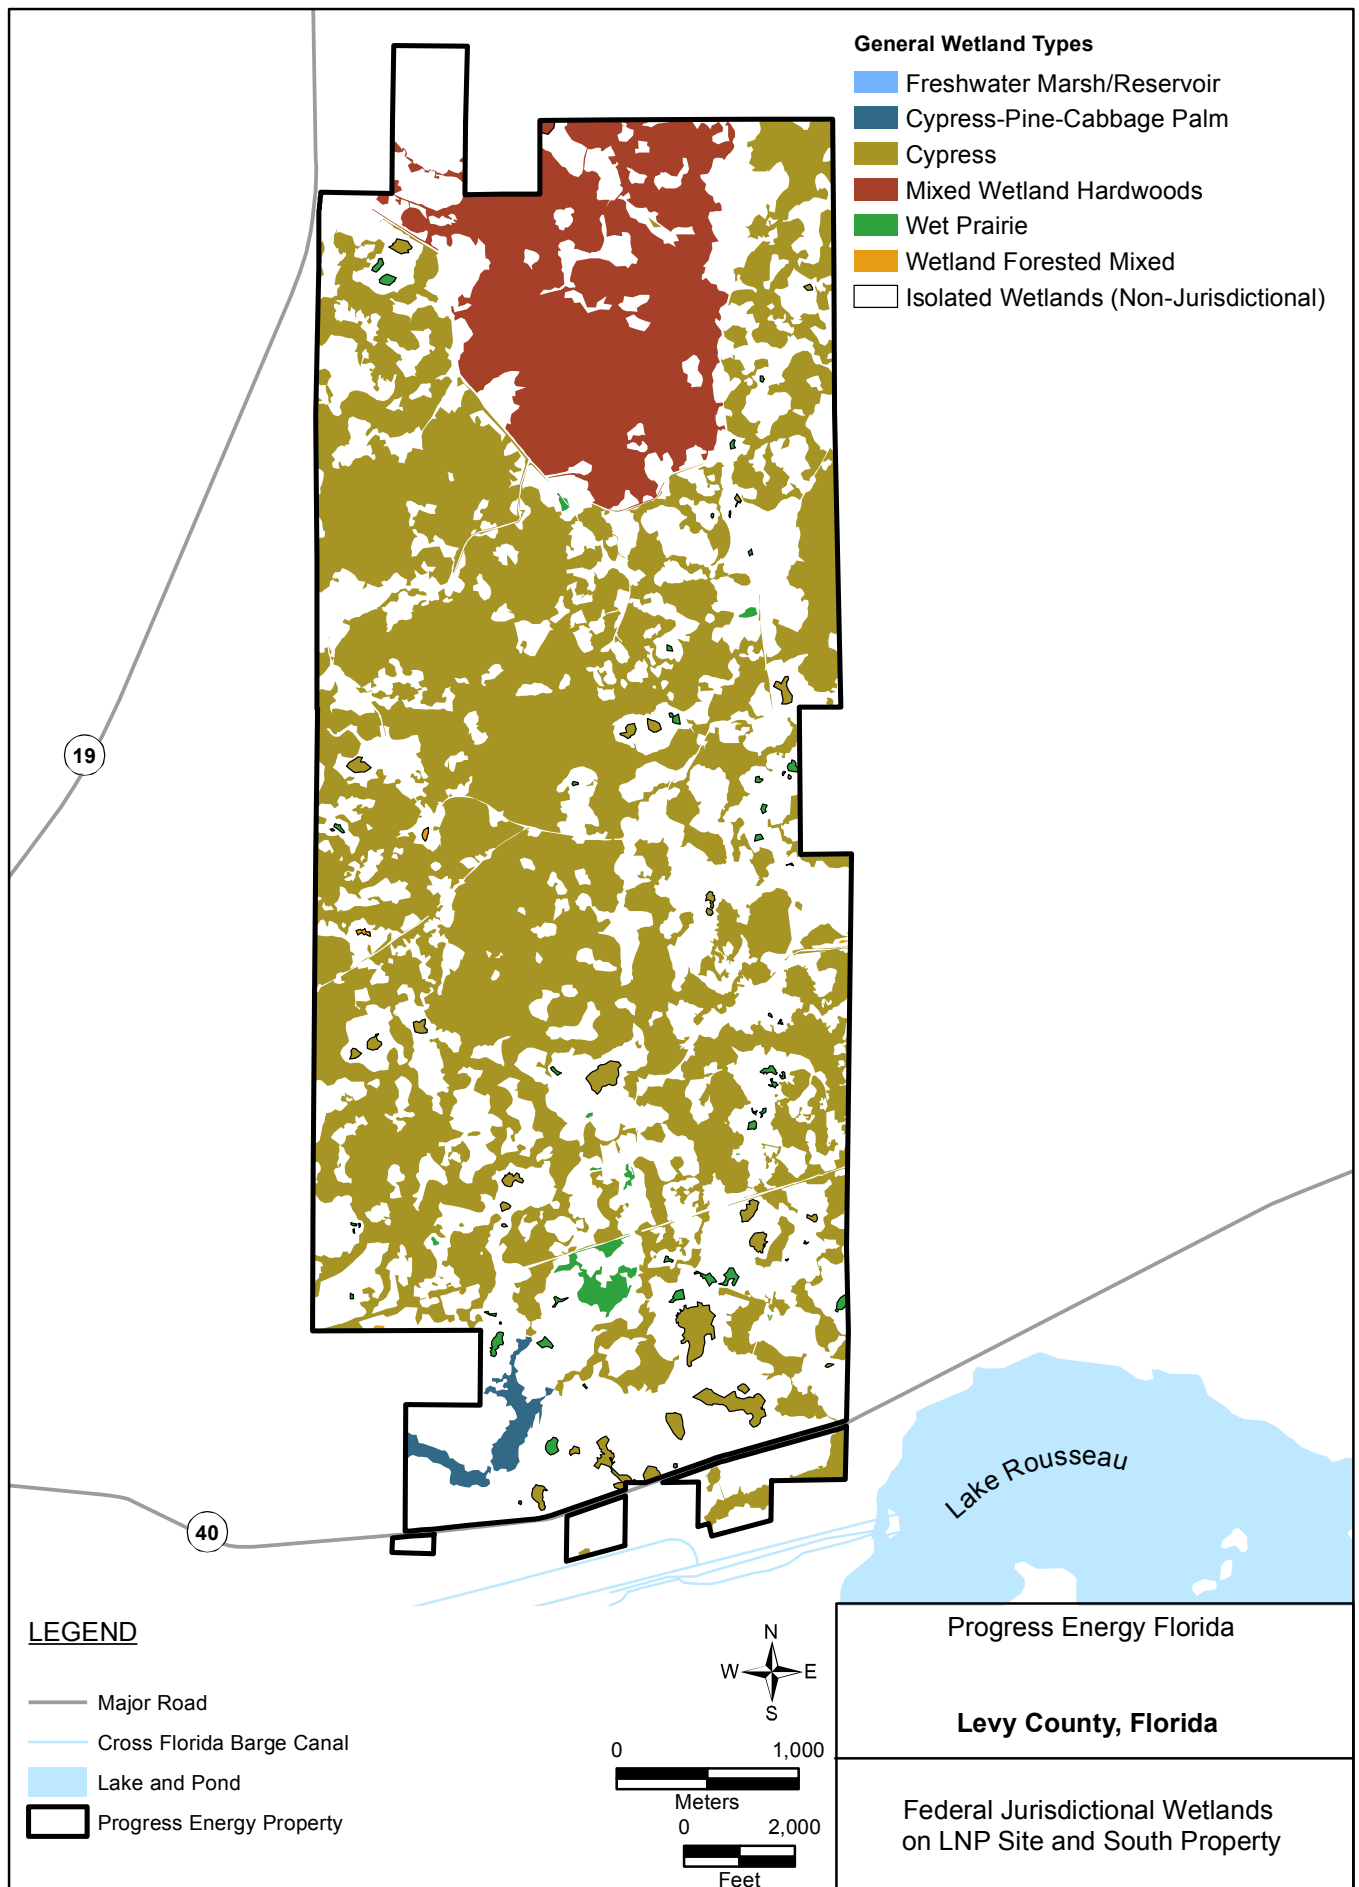 General Wetland Types
Freshwater Marsh/Reservoir
Cypress-Pine-Cabbage Palm
Cypress
Mixed Wetland Hardwoods
Wet Prairie
Wetland Forested Mixed
Isolated Wetlands (Non-Jurisdictional)
19
Lake Rousseau
40
LEGEND
Major Road
Cross Florida Barge Canal
Lake and Pond
Progress Energy Property
N
W E
S
0 1,000
Meters
0 2,000
Feet
Progress Energy Florida
Levy County, Florida
Federal Jurisdictional Wetlands
on LNP Site and South Property